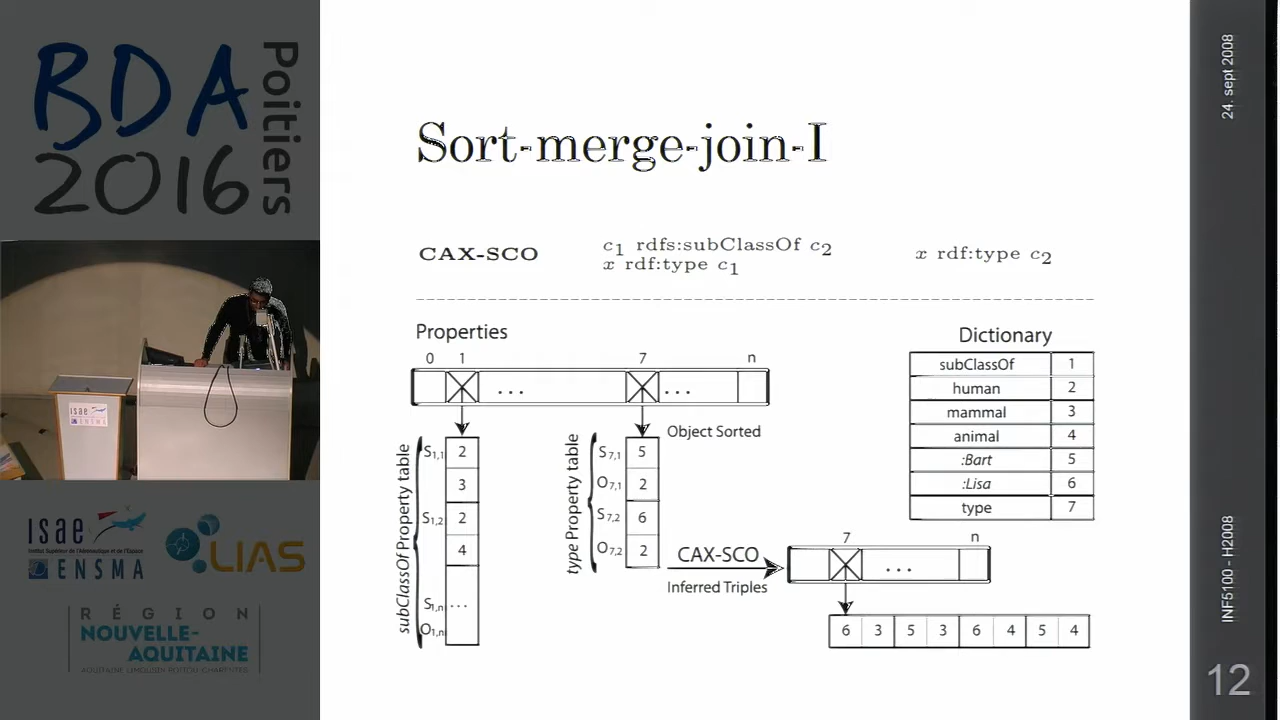 BDA
2016
Poitiers
isae
ENSMA
ISAE
Institut Supérieur de l'Aéronautique et de l'Espace
ENSMA
LIAS
RÉGION
NOUVELLE-
AQUITAINE
AQUITAINE LIMOUSIN POITOU-CHARENTES
Sort-merge-join-I
CAX-SCO
c1 rdfs:subClassOf c2
x rdf:type c1
x rdf:type c2
Properties
0 1 7 n
... ...
Object Sorted
subClassOf Property table
S1,1 2
3
S1,2 2
4
S1,n ...
O1,n
type Property table
S7,1 5
O7,1 2
S7,2 6
O7,2 2
CAX-SCO
Inferred Triples
7 n
...
6 3 5 3 6 4 5 4
Dictionary
subClassOf 1
human 2
mammal 3
animal 4
:Bart 5
:Lisa 6
type 7
24. sept 2008
INF5100 - H2008
12